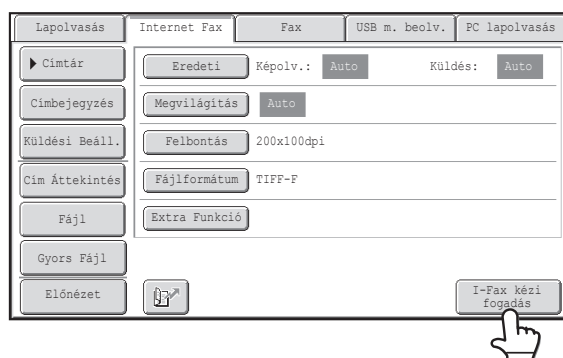 Lapolvasás Internet Fax Fax USB m. beolv. PC lapolvasás
Címtár
Eredeti Képolv.: Auto Küldés: Auto
Címbejegyzés
Megvilágítás Auto
Küldési Beáll.
Felbontás 200x100dpi
Cím Áttekintés
Fájlformátum TIFF-F
Fájl
Extra Funkció
Gyors Fájl
Előnézet
I-Fax kézi
fogadás